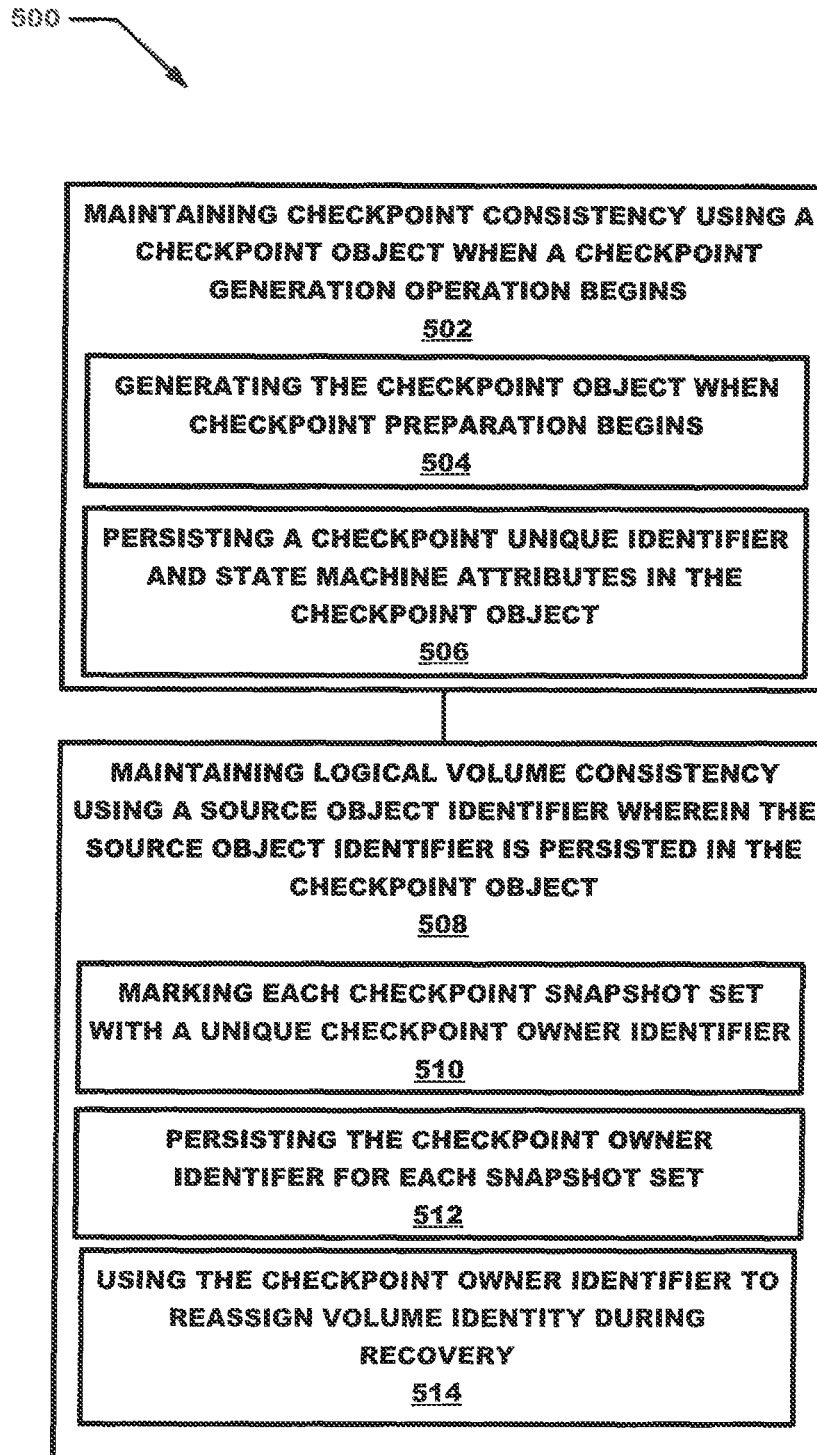 500
MAINTAINING CHECKPOINT CONSISTENCY USING A
CHECKPOINT OBJECT WHEN A CHECKPOINT
GENERATION OPERATION BEGINS
502
GENERATING THE CHECKPOINT OBJECT WHEN
CHECKPOINT PREPARATION BEGINS
504
PERSISTING A CHECKPOINT UNIQUE IDENTIFIER
AND STATE MACHINE ATTRIBUTES IN THE
CHECKPOINT OBJECT
506
MAINTAINING LOGICAL VOLUME CONSISTENCY
USING A SOURCE OBJECT IDENTIFIER WHEREIN THE
SOURCE OBJECT IDENTIFIER IS PERSISTED IN THE
CHECKPOINT OBJECT
508
MARKING EACH CHECKPOINT SNAPSHOT SET
WITH A UNIQUE CHECKPOINT OWNER IDENTIFIER
510
PERSISTING THE CHECKPOINT OWNER
IDENTIFER FOR EACH SNAPSHOT SET
512
USING THE CHECKPOINT OWNER IDENTIFIER TO
REASSIGN VOLUME IDENTITY DURING
RECOVERY
514